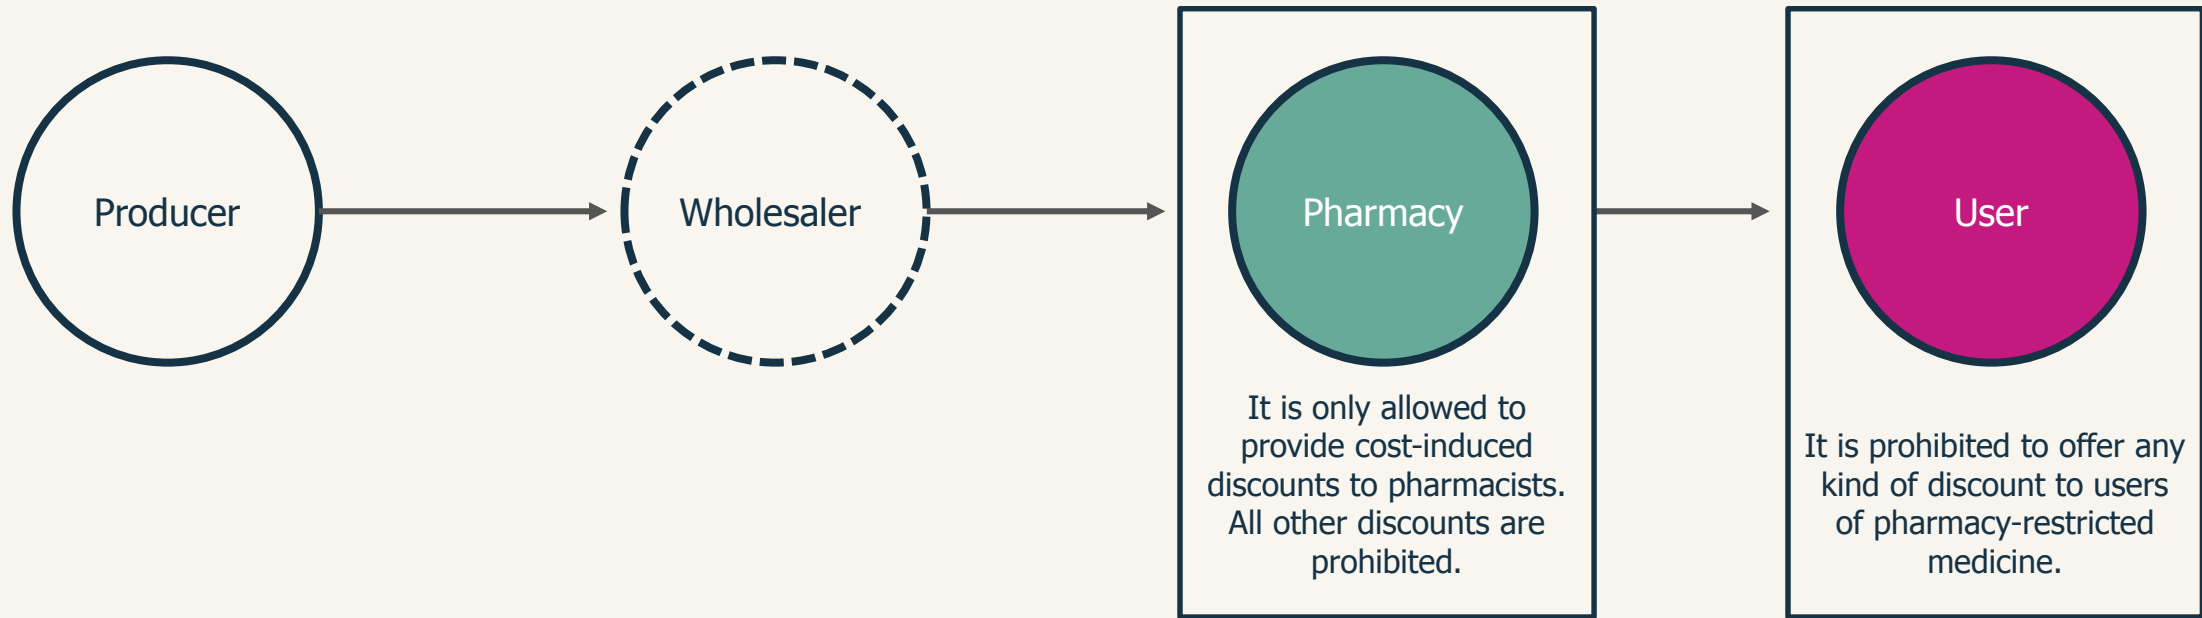 Producer
Wholesaler
Pharmacy
User
It is only allowed to
provide cost-induced
discounts to pharmacists.
All other discounts are
prohibited.
It is prohibited to offer any
kind of discount to users
of pharmacy-restricted
medicine.